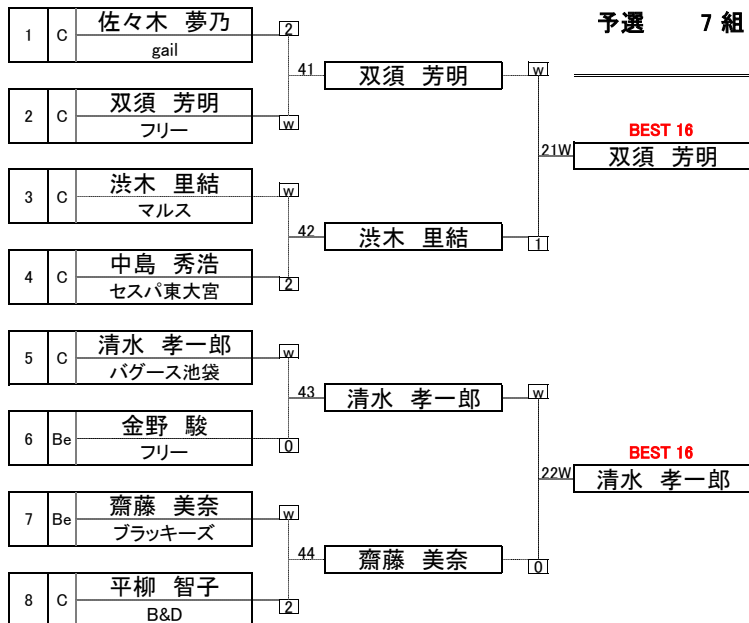 予選 7 組
1 C 佐々木 夢乃 2
gail
41 双須 芳明 w
2 C 双須 芳明 w
フリー
BEST 16
21W 双須 芳明
3 C 渋木 里結 w
マルス
42 渋木 里結 1
4 C 中島 秀浩 2
セスパ東大宮
5 C 清水 孝一郎 w
バグース池袋
43 清水 孝一郎 w
6 Be 金野 駿 0
フリー
BEST 16
22W 清水 孝一郎
7 Be 齋藤 美奈 w
ブラッキーズ
44 齋藤 美奈 0
8 C 平柳 智子 2
B&D